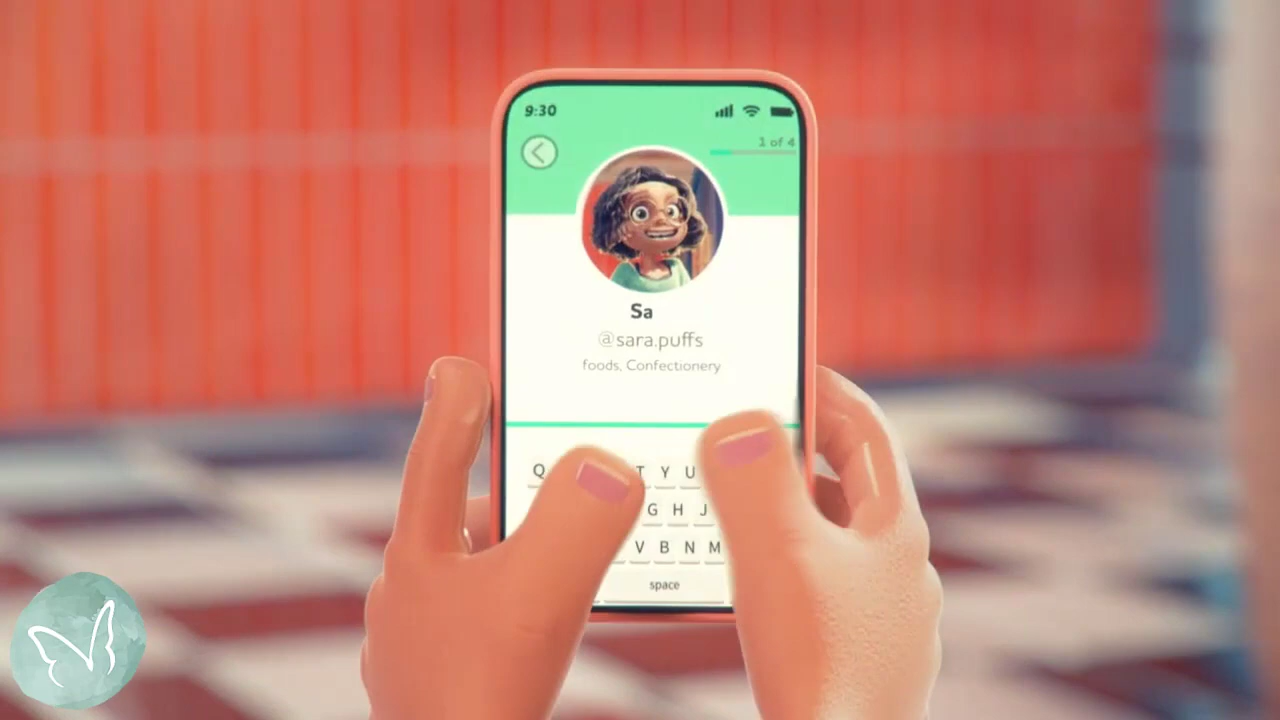 9:30
1 of 4
Sa
@sara.puffs
foods, Confectionery
Q T Y U
G H J
V B N M
space